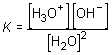 K = [H₃O⁺][OH⁻] / [H₂O]²